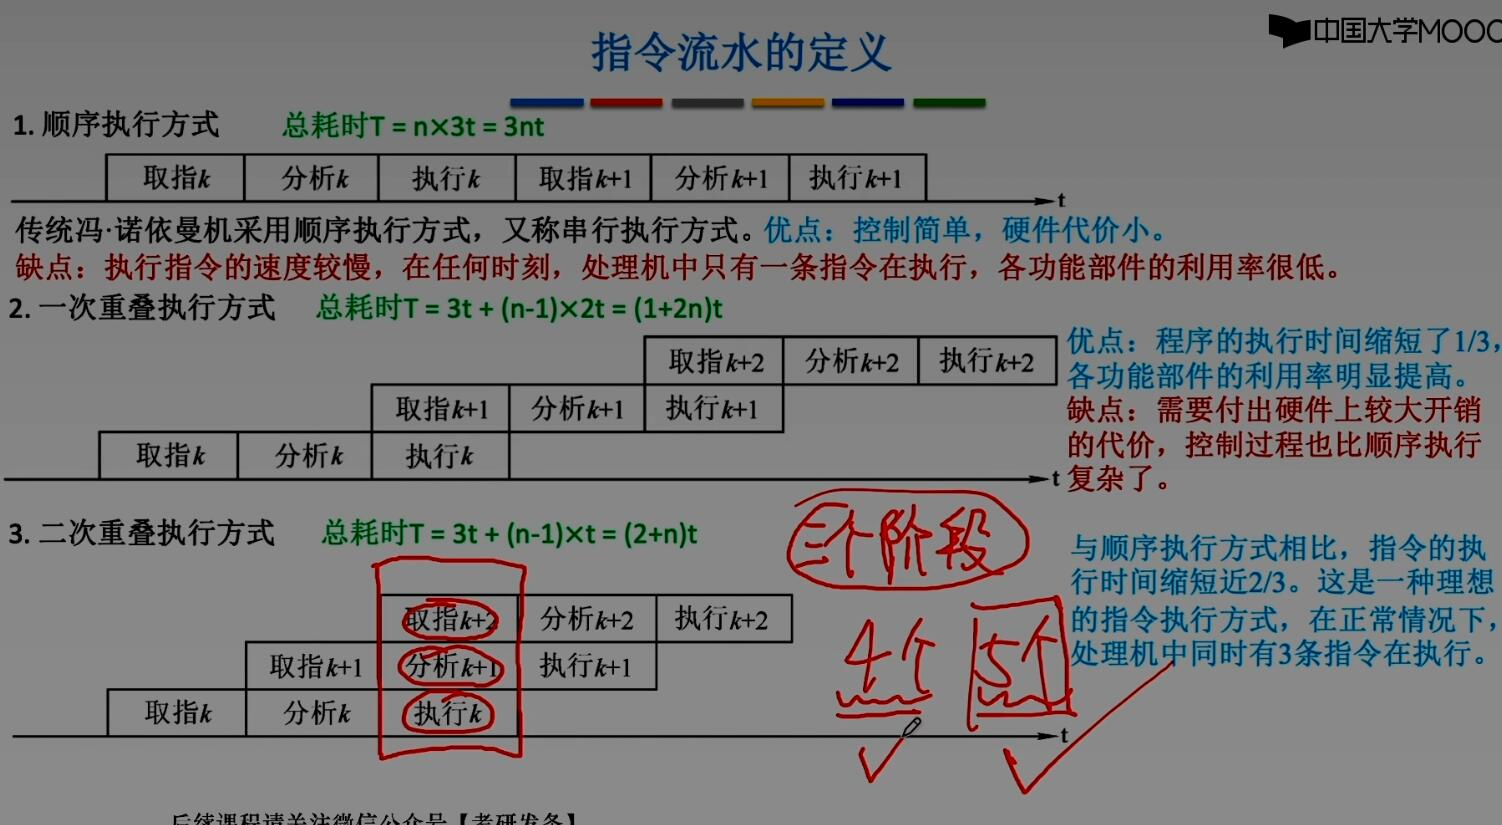 中国大学MOOC
指令流水的定义
1. 顺序执行方式 总耗时T = n×3t = 3nt
取指k 分析k 执行k 取指k+1 分析k+1 执行k+1
t
传统冯·诺依曼机采用顺序执行方式，又称串行执行方式。优点：控制简单，硬件代价小。
缺点：执行指令的速度较慢，在任何时刻，处理机中只有一条指令在执行，各功能部件的利用率很低。
2. 一次重叠执行方式 总耗时T = 3t + (n-1)×2t = (1+2n)t
取指k+2 分析k+2 执行k+2
取指k+1 分析k+1 执行k+1
取指k 分析k 执行k
t
优点：程序的执行时间缩短了1/3，
各功能部件的利用率明显提高。
缺点：需要付出硬件上较大开销
的代价，控制过程也比顺序执行
复杂了。
3. 二次重叠执行方式 总耗时T = 3t + (n-1)×t = (2+n)t
三个阶段
取指k+2 分析k+2 执行k+2
取指k+1 分析k+1 执行k+1
取指k 分析k 执行k
t
4个 5个
与顺序执行方式相比，指令的执
行时间缩短近2/3。这是一种理想
的指令执行方式，在正常情况下，
处理机中同时有3条指令在执行。
后续课程请关注微信公众号【考研发条】